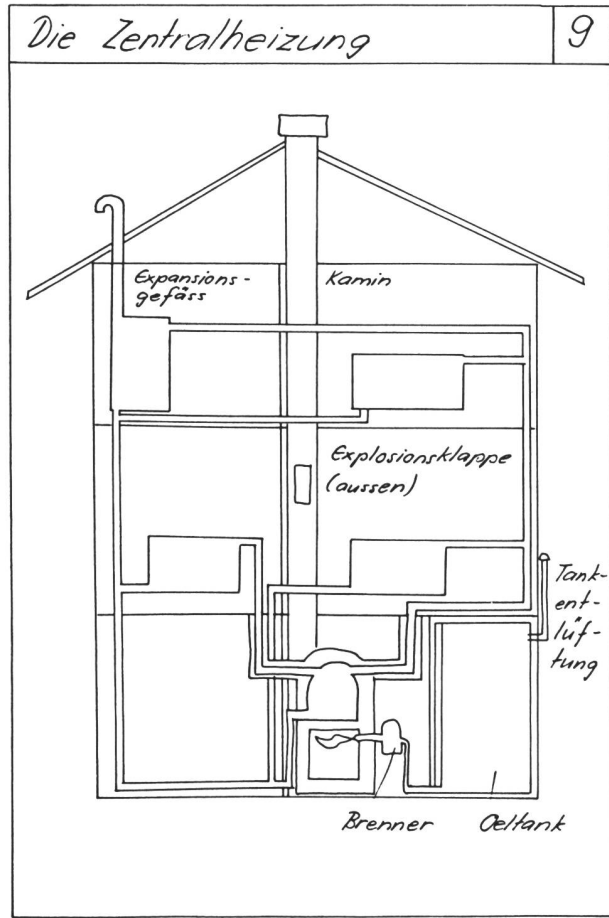 Die Zentralheizung
9
Expansions-
gefäss
Kamin
Explosionsklappe
(aussen)
Tank-
ent-
lüf-
tung
Brenner
Oeltank